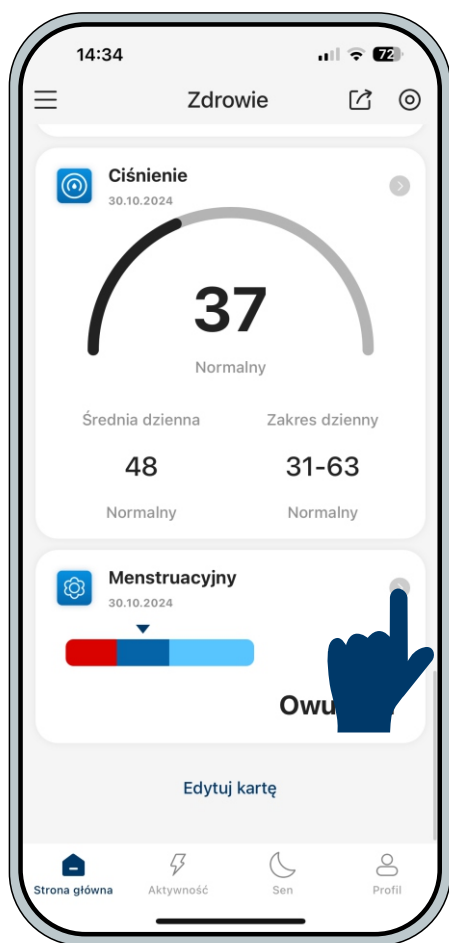 14:34
72
Zdrowie
Ciśnienie
30.10.2024
37
Normalny
Średnia dzienna Zakres dzienny
48 31-63
Normalny Normalny
Menstruacyjny
30.10.2024
Edytuj kartę
Strona główna Aktywność Sen Profil